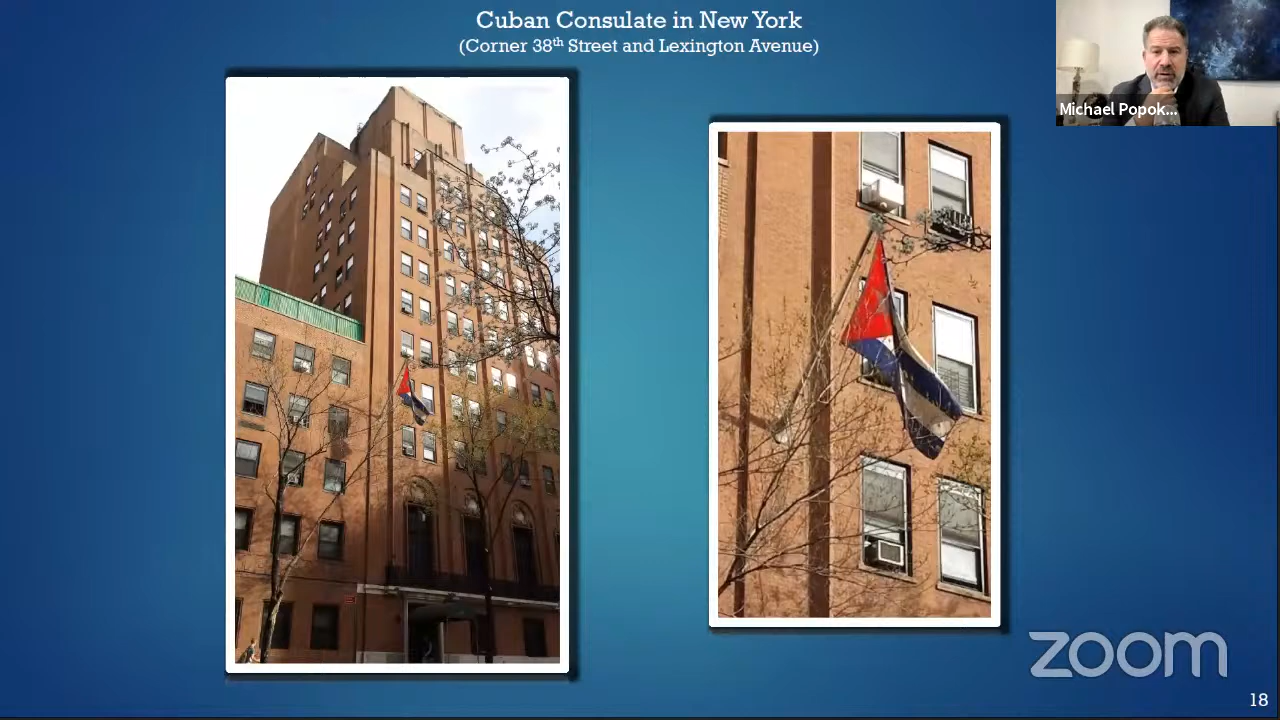 Cuban Consulate in New York
(Corner 38th Street and Lexington Avenue)
Michael Popok...
zoom
18